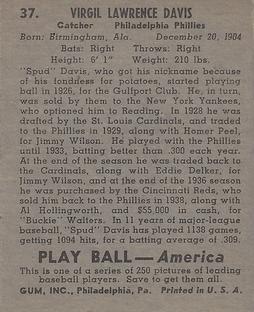 37. VIRGIL LAWRENCE DAVIS
Catcher Philadelphia Phillies
Born: Birmingham, Ala. December 20, 1904
Bats: Right Throws: Right
Height: 6' 1" Weight: 210 lbs.
"Spud" Davis, who got his nickname because
of his fondness for potatoes, started playing
ball in 1926, for the Gulfport Club. He, in turn,
was sold by them to the New York Yankees,
who optioned him to Reading. In 1928 he was
drafted by the St. Louis Cardinals, and traded
to the Phillies in 1929, along with Homer Peel,
for Jimmy Wilson. He played with the Phillies
until 1933, batting better than .300 each year.
At the end of the season he was traded back to
the Cardinals, along with Eddie Delker, for
Jimmy Wilson, and at the end of the 1936 season
he was purchased by the Cincinnati Reds, who
sold him back to the Phillies in 1938, along with
Al Hollingworth, and $55,000 in cash, for
"Buckie" Walters. In 11 years of major-league
baseball, "Spud" Davis has played 1138 games,
getting 1094 hits, for a batting average of .309.
PLAY BALL—America
This is one of a series of 250 pictures of leading
baseball players. Save to get them all.
GUM, INC., Philadelphia, Pa. Printed in U. S. A.